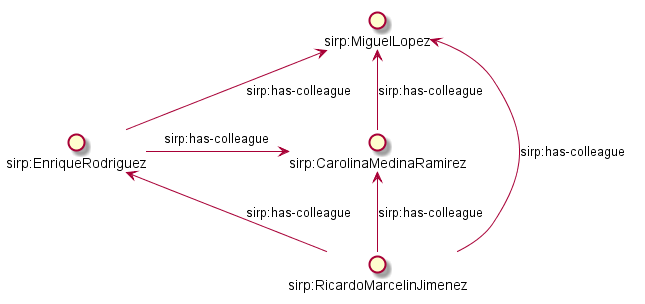 sirp:MiguelLopez
sirp:has-colleague
sirp:has-colleague
sirp:has-colleague
sirp:has-colleague
sirp:EnriqueRodriguez
sirp:CarolinaMedinaRamirez
sirp:has-colleague
sirp:has-colleague
sirp:RicardoMarcelinJimenez